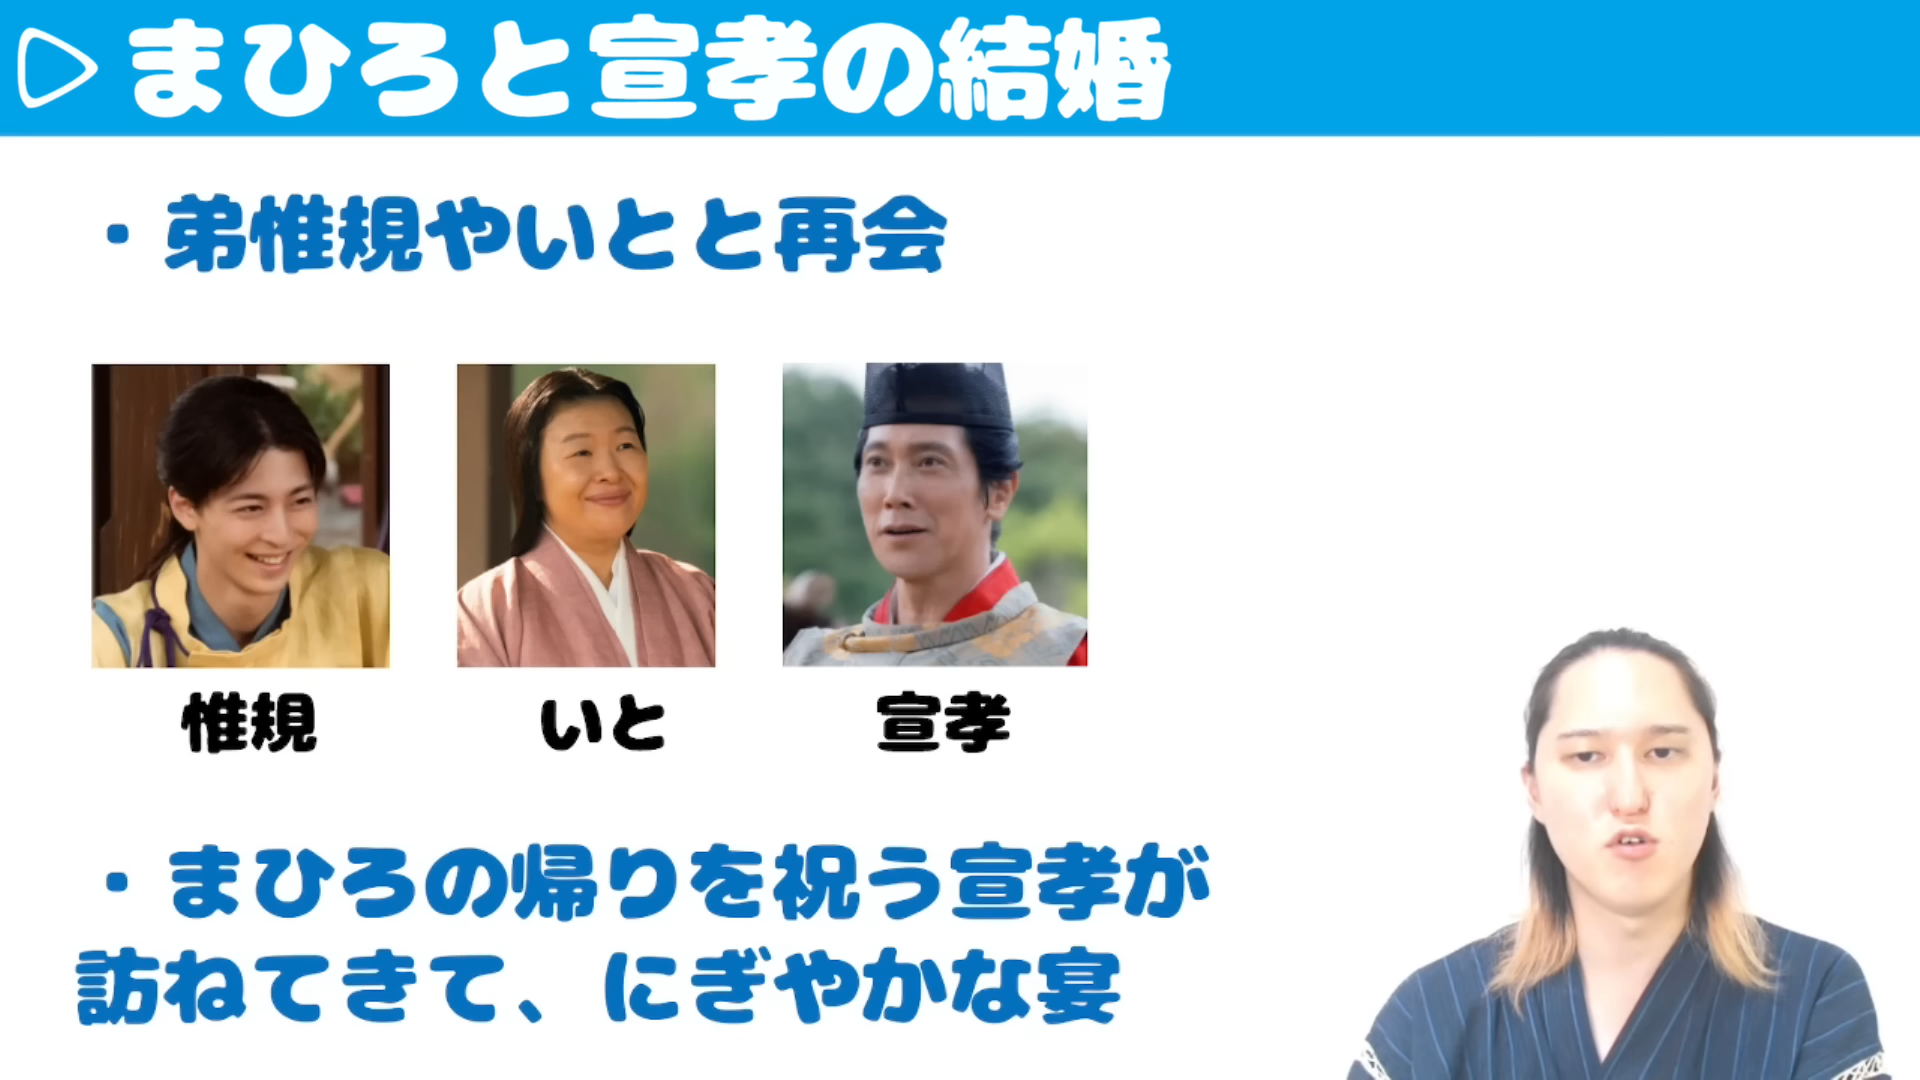 まひろと宣孝の結婚
・弟惟規やいとと再会
惟規
いと
宣孝
・まひろの帰りを祝う宣孝が
訪ねてきて、にぎやかな宴